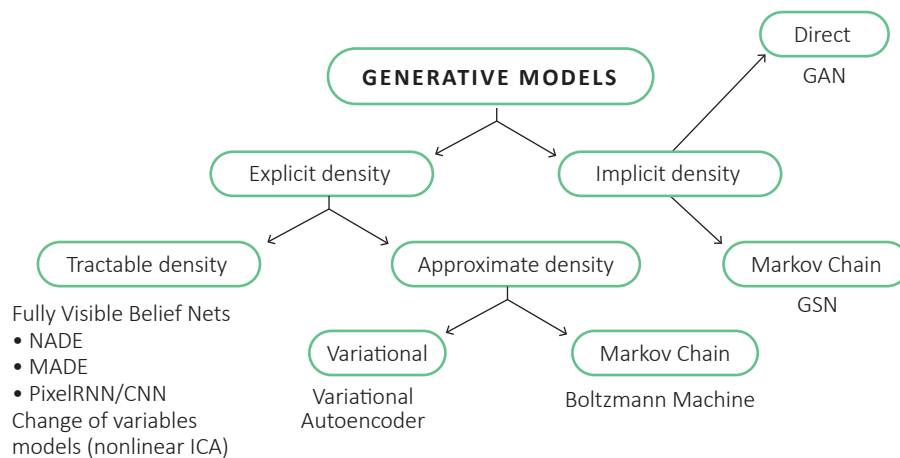 Direct
GAN
GENERATIVE MODELS
Explicit density
Implicit density
Tractable density
Approximate density
Markov Chain
GSN
Fully Visible Belief Nets
• NADE
• MADE
• PixelRNN/CNN
Change of variables
models (nonlinear ICA)
Variational
Variational
Autoencoder
Markov Chain
Boltzmann Machine